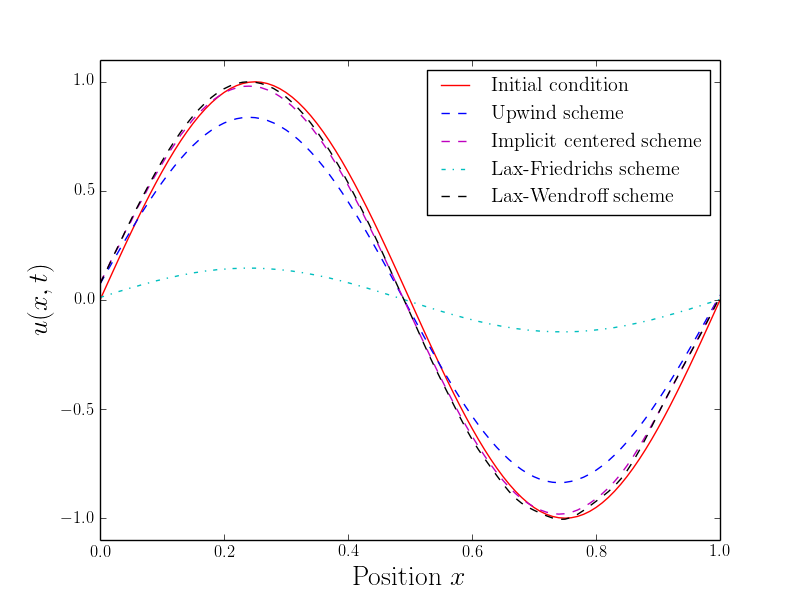 Initial condition
Upwind scheme
Implicit centered scheme
Lax-Friedrichs scheme
Lax-Wendroff scheme
1.0
0.5
0.0
−0.5
−1.0
u(x, t)
0.0 0.2 0.4 0.6 0.8 1.0
Position x